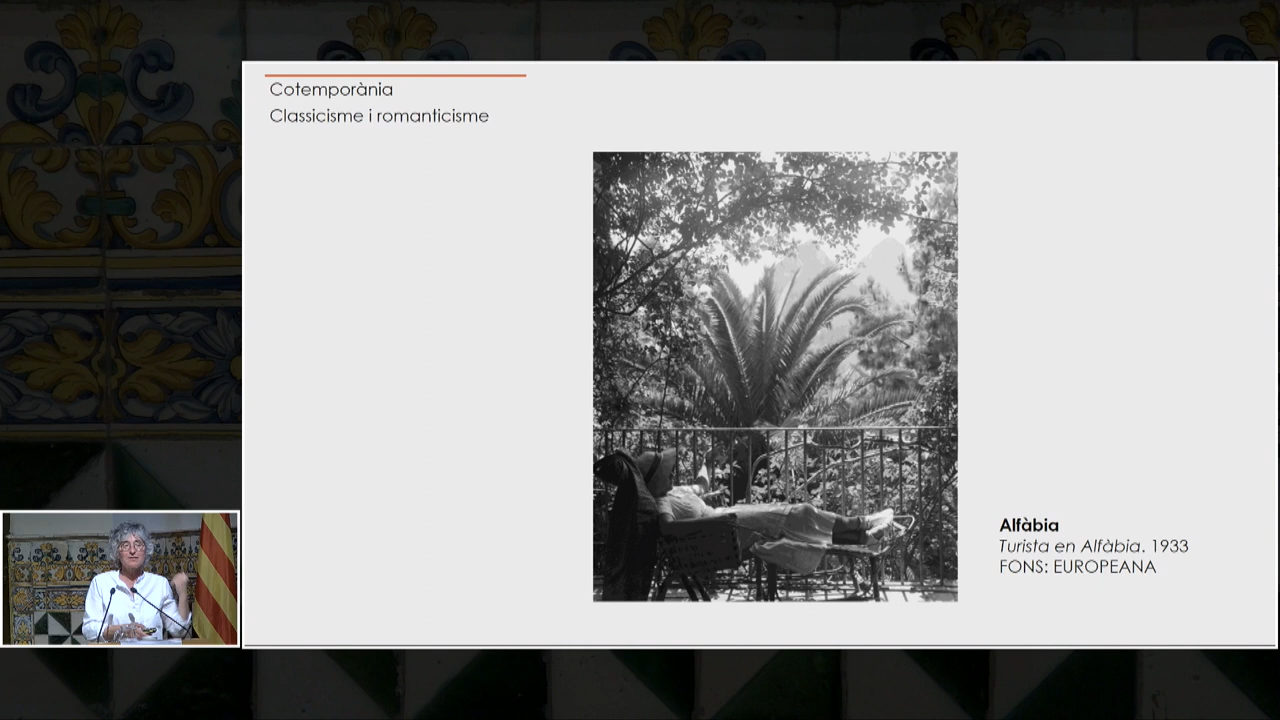 Cotemporània
Classicisme i romanticisme
Alfàbia
Turista en Alfàbia. 1933
FONS: EUROPEANA